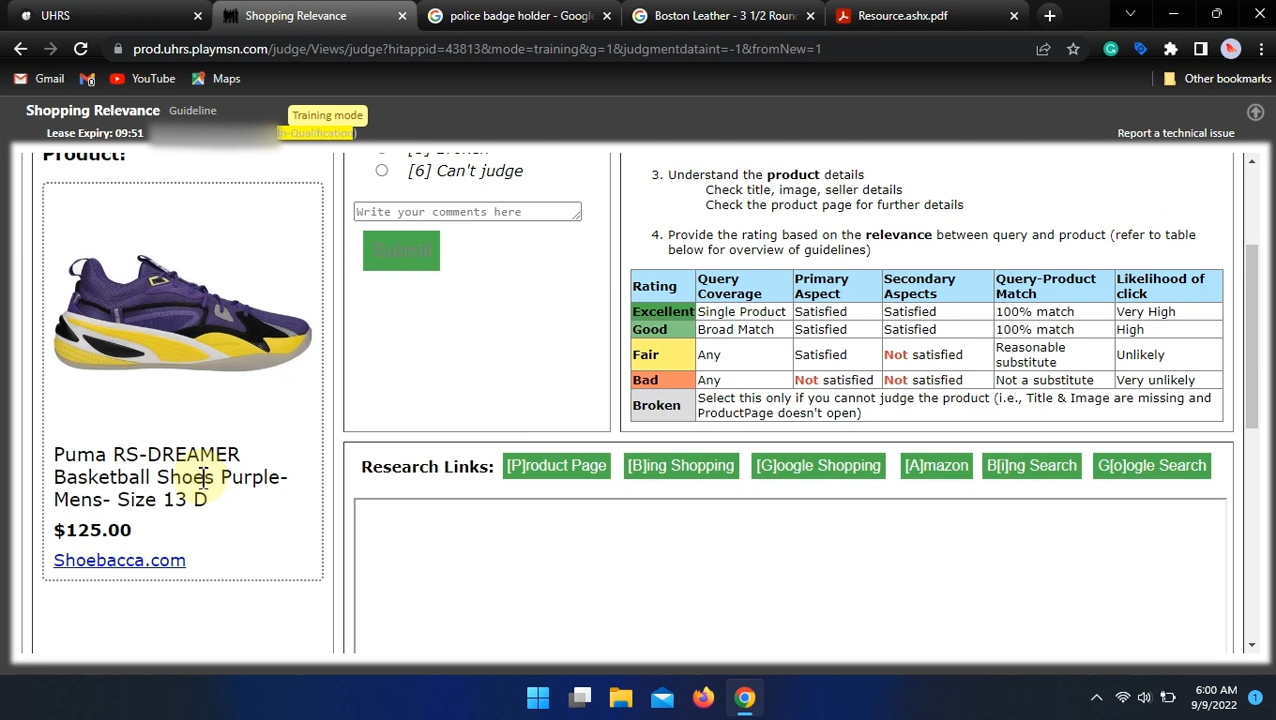 UHRS
Shopping Relevance
police badge holder - Google
Boston Leather - 3 1/2 Roun
Resource.ashx.pdf
prod.uhrs.playmsn.com/judge/Views/judge?hitappid=43813&mode=training&g=1&judgmentdataint=-1&fromNew=1
Gmail
YouTube
Maps
Other bookmarks
Shopping Relevance
Guideline
Training mode
Lease Expiry: 09:51
n-Qualification)
Report a technical issue
Product:
[6] Can't judge
Write your comments here
Submit
3. Understand the product details
Check title, image, seller details
Check the product page for further details
4. Provide the rating based on the relevance between query and product (refer to table
below for overview of guidelines)
Rating Query Coverage Primary Aspect Secondary Aspects Query-Product Match Likelihood of click
Excellent Single Product Satisfied Satisfied 100% match Very High
Good Broad Match Satisfied Satisfied 100% match High
Fair Any Satisfied Not satisfied Reasonable substitute Unlikely
Bad Any Not satisfied Not satisfied Not a substitute Very unlikely
Broken Select this only if you cannot judge the product (i.e., Title & Image are missing and
ProductPage doesn't open)
Puma RS-DREAMER
Basketball Shoes Purple-
Mens- Size 13 D
$125.00
Shoebacca.com
Research Links: [P]roduct Page [B]ing Shopping [G]oogle Shopping [A]mazon B[i]ng Search G[o]ogle Search
6:00 AM
9/9/2022
1